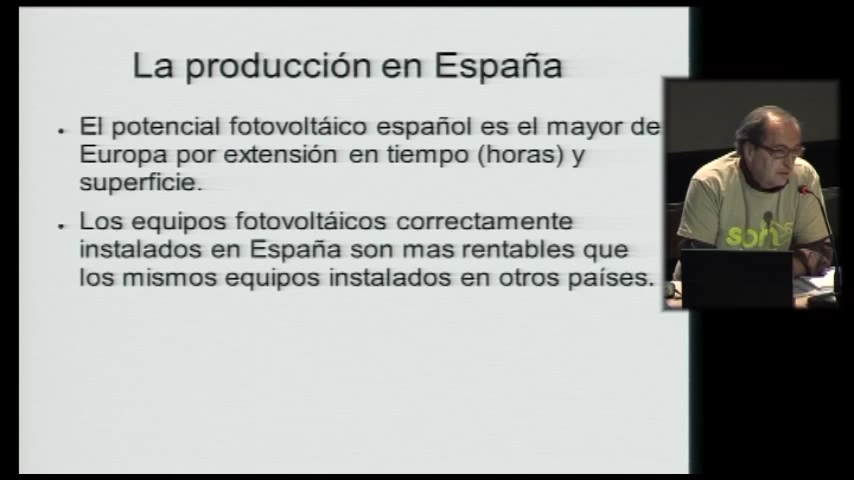 La producción en España
El potencial fotovoltáico español es el mayor de
Europa por extensión en tiempo (horas) y
superficie.
Los equipos fotovoltáicos correctamente
instalados en España son mas rentables que
los mismos equipos instalados en otros países.
som